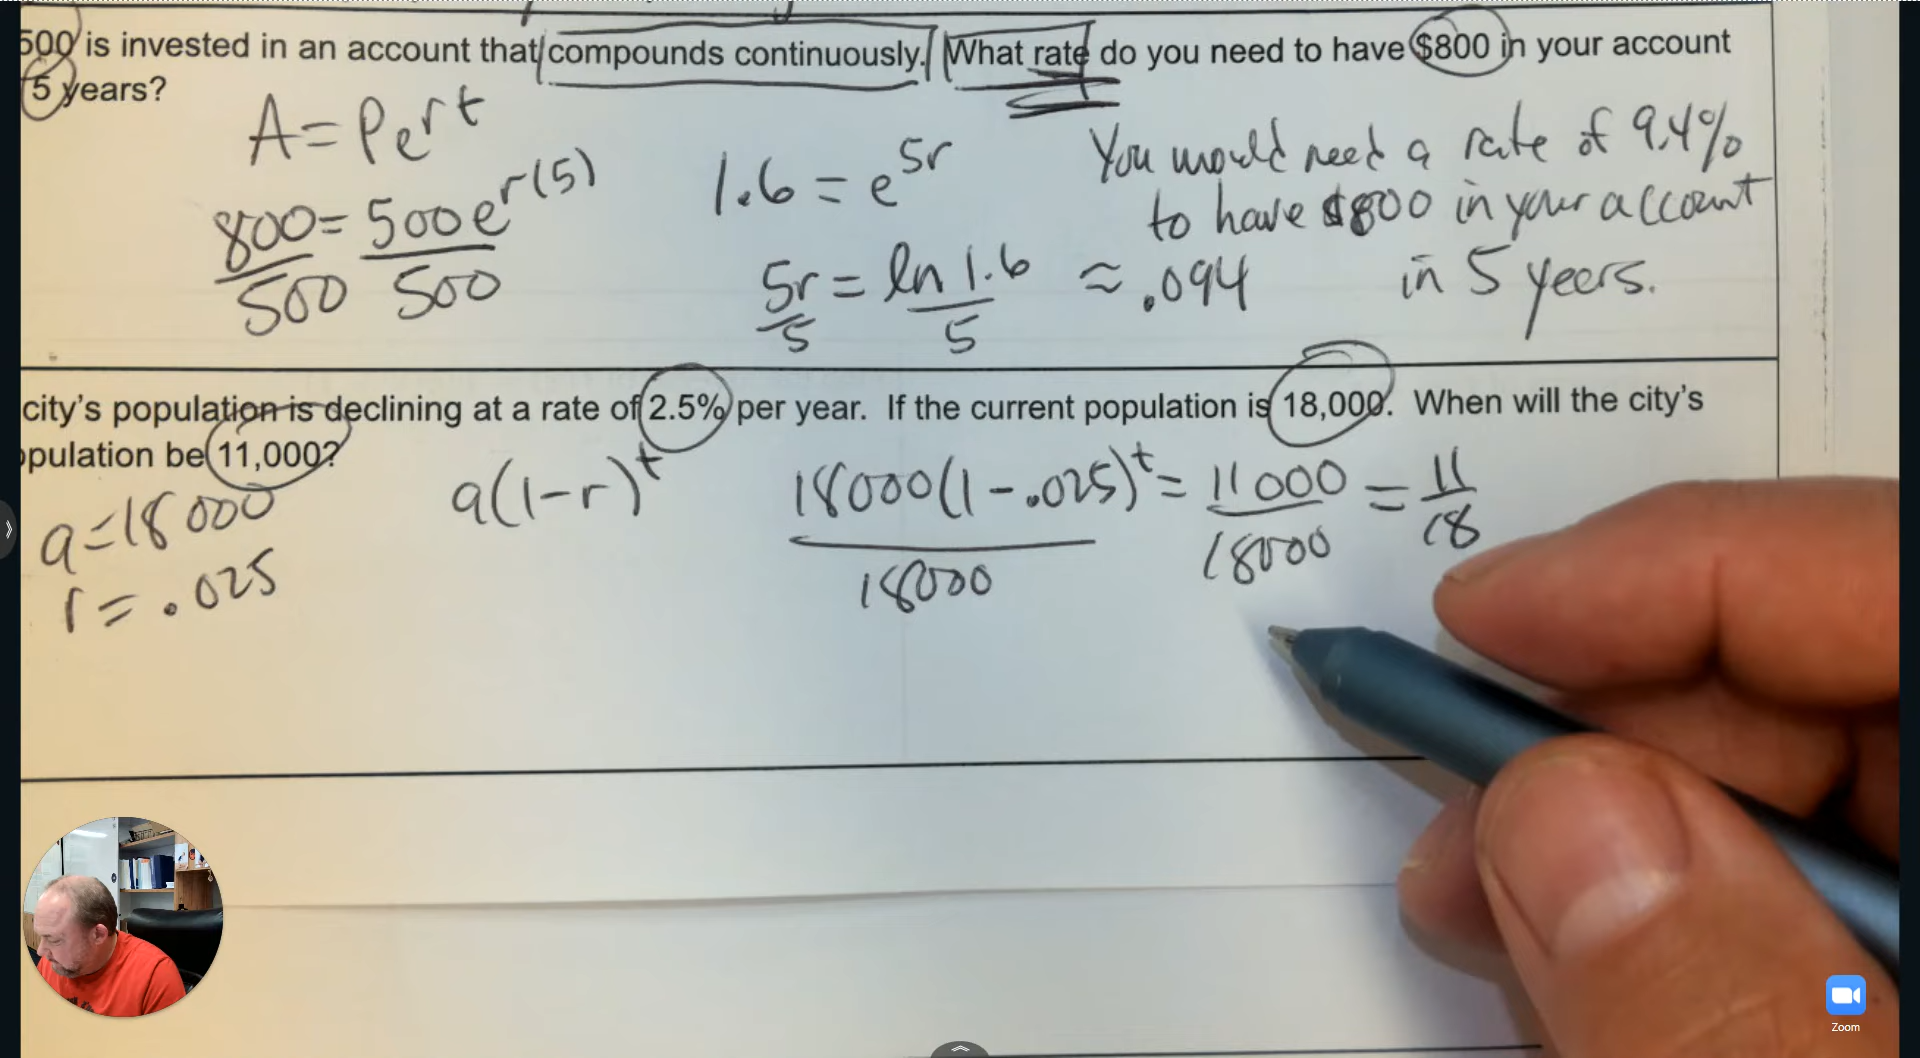 500 is invested in an account that compounds continuously. What rate do you need to have $800 in your account
5 years?
A = Pe^rt
800 = 500e^r(5)
500 500
1.6 = e^5r
5r = ln 1.6 ≈ .094
5 5
You would need a rate of 9.4%
to have $800 in your account
in 5 years.
city's population is declining at a rate of 2.5% per year. If the current population is 18,000. When will the city's
opulation be 11,000?
a = 18000
r = .025
a(1-r)^t
18000(1-.025)^t = 11000 = 11
18000 18000 18
Zoom